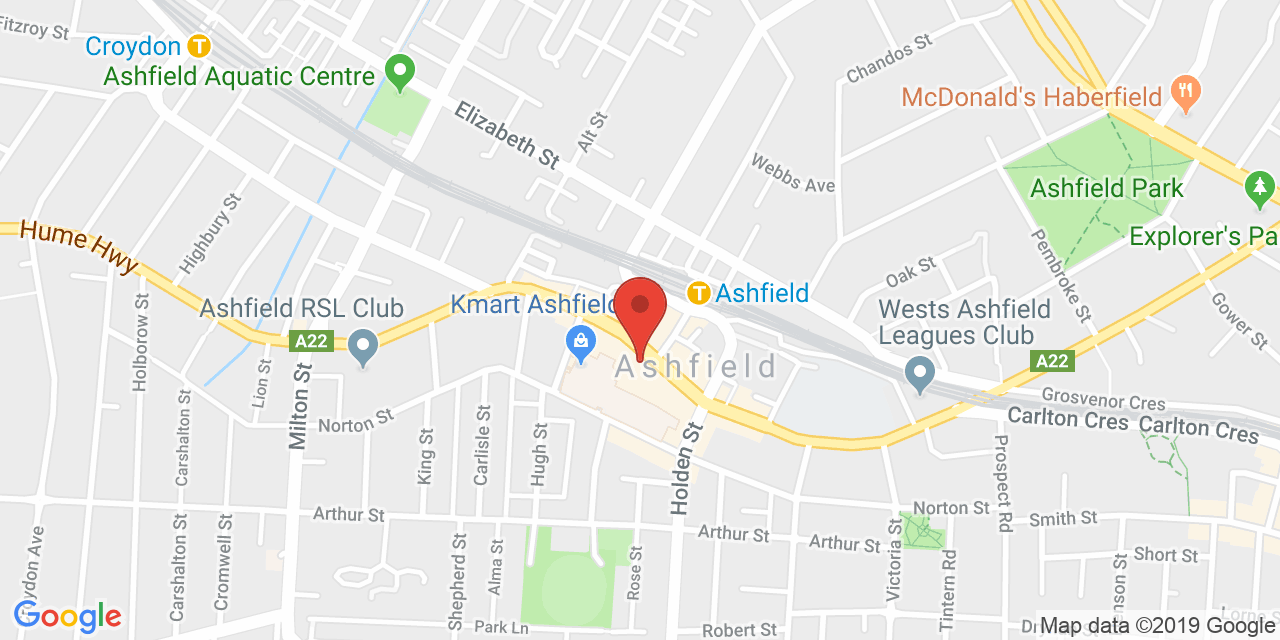 Fitzroy St
Croydon
T
Ashfield Aquatic Centre
Elizabeth St
Alt St
Chandos St
McDonald's Haberfield
Webbs Ave
Ashfield Park
Explorer's Pa
Hume Hwy
Highbury St
Pembroke St
Oak St
Gower St
Kmart Ashfield
T
Ashfield
Ashfield RSL Club
A22
Wests Ashfield
Leagues Club
A22
Ashfield
Holborow St
Lion St
Milton St
Norton St
Grosvenor Cres
Carlton Cres
Carlton Cres
Carshalton St
King St
Carlisle St
Hugh St
Holden St
Prospect Rd
Norton St
Smith St
Arthur St
Arthur St
Arthur St
Victoria St
Short St
Carshalton St
Cromwell St
Shepherd St
Alma St
Rose St
Tintern Rd
Park Ln
Robert St
Google
Map data ©2019 Google